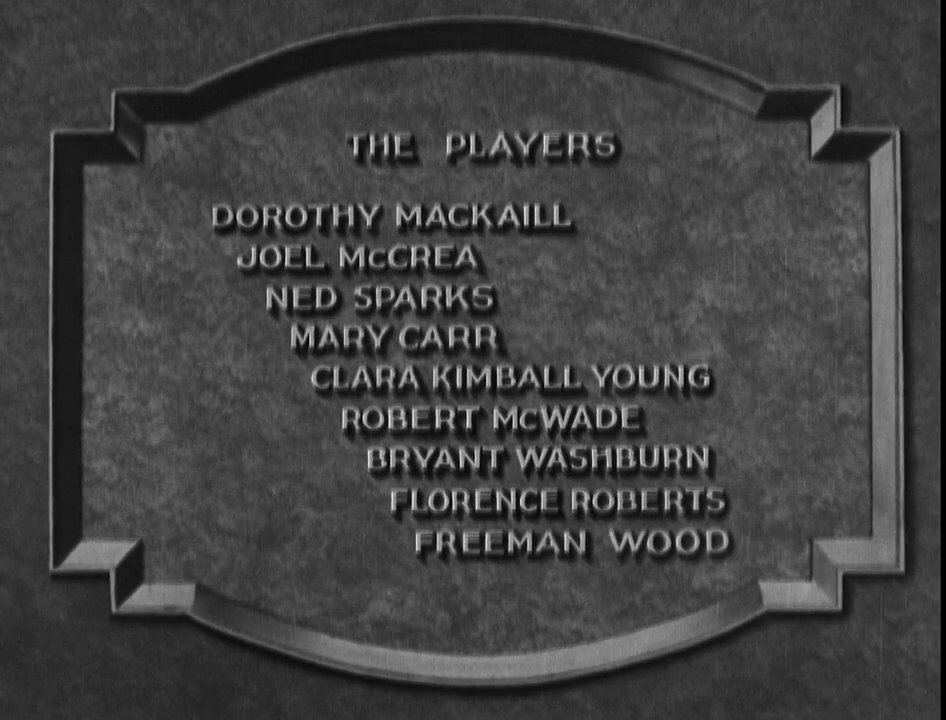 THE PLAYERS
DOROTHY MACKAILL
JOEL McCREA
NED SPARKS
MARY CARR
CLARA KIMBALL YOUNG
ROBERT McWADE
BRYANT WASHBURN
FLORENCE ROBERTS
FREEMAN WOOD